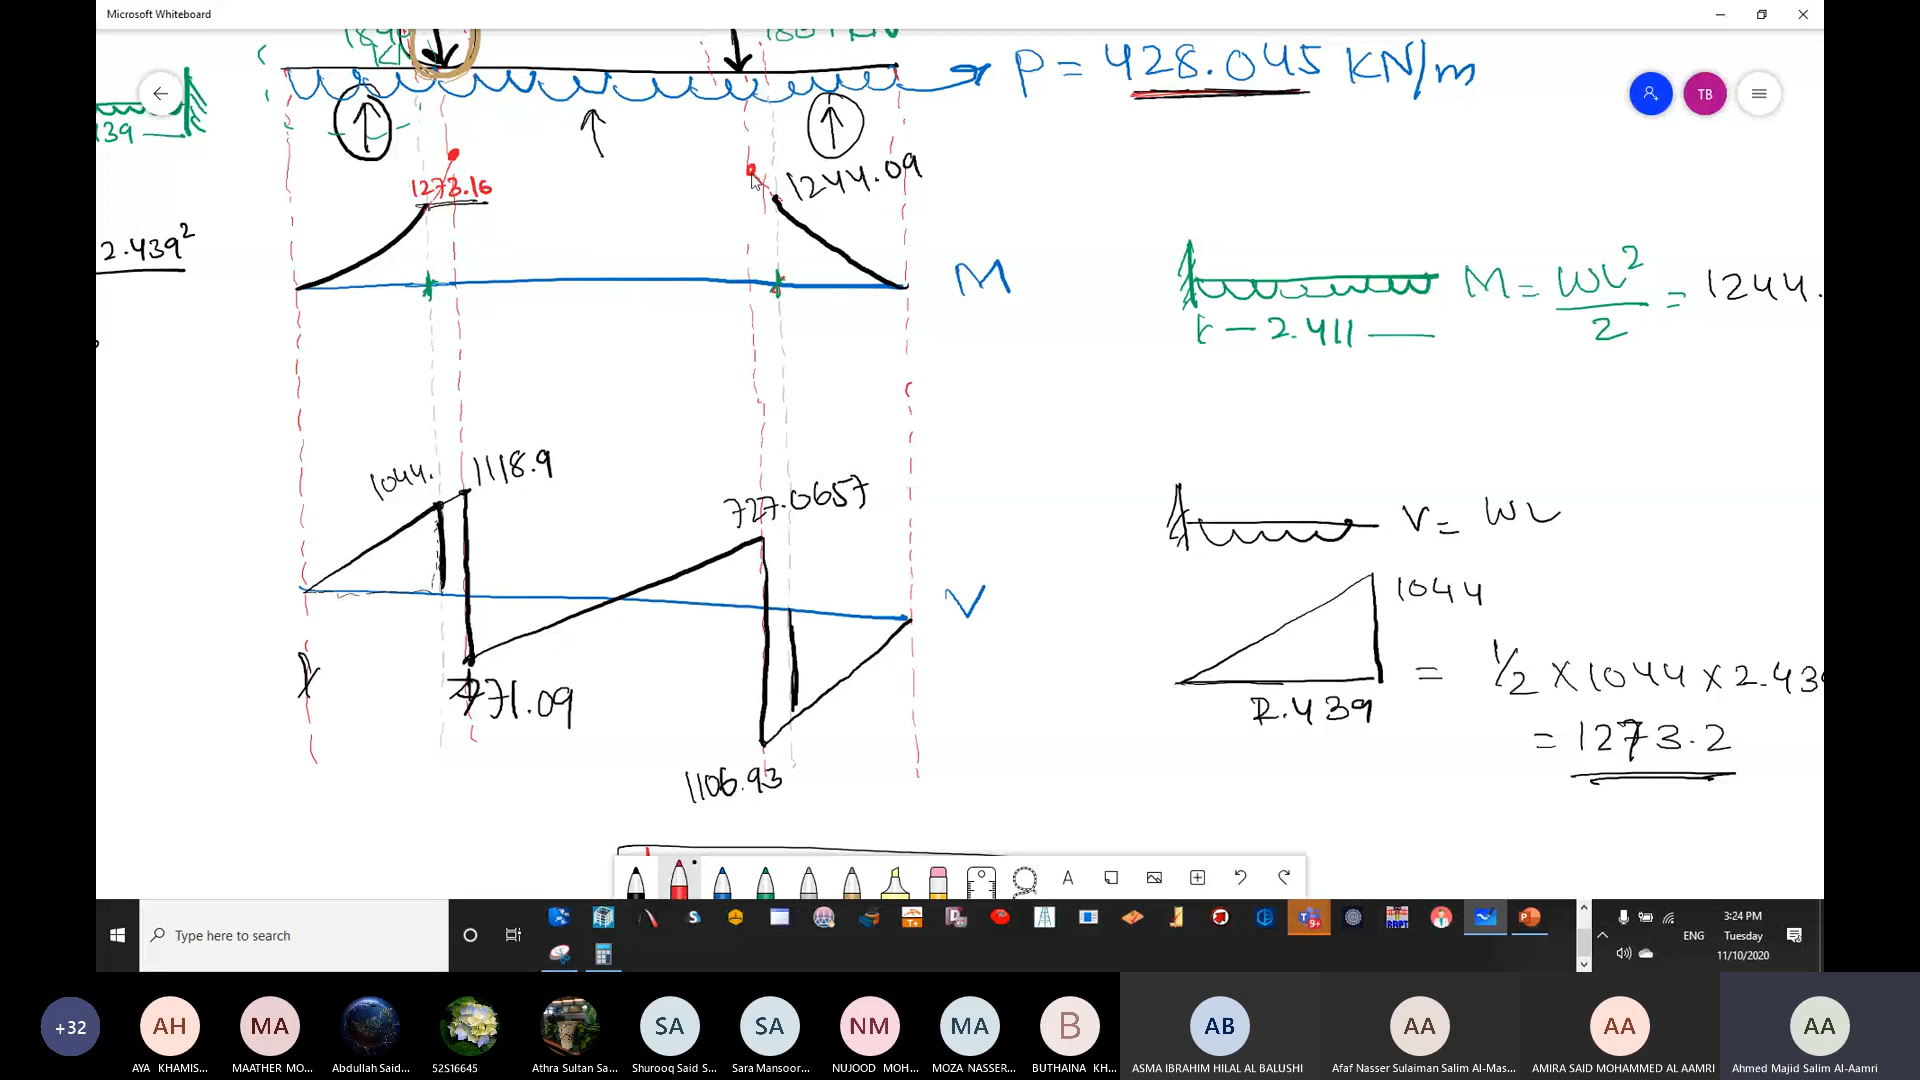 Microsoft Whiteboard
P = 428.045 KN/m
TB
139
1273.16
1244.09
2.439²
M
M = WL²/2 = 1244.
2.411
1044.
1118.9
727.0657
V = WL
V
1044
771.09
= 1/2 X 1044 X 2.439
2.439
= 1273.2
1106.93
A
Type here to search
ENG
3:24 PM
Tuesday
11/10/2020
+32
AH
MA
SA
SA
NM
MA
B
AB
AA
AA
AA
AYA KHAMIS...
MAATHER MO...
Abdullah Said...
52S16645
Athra Sultan Sa...
Shurooq Said S...
Sara Mansoor...
NUJOOD MOH...
MOZA NASSER...
BUTHAINA KH...
ASMA IBRAHIM HILAL AL BALUSHI
Afaf Nasser Sulaiman Salim Al-Mas...
AMIRA SAID MOHAMMED AL AAMRI
Ahmed Majid Salim Al-Aamri